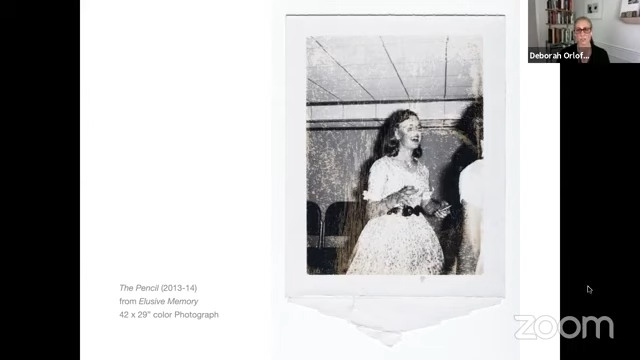 Deborah Orlof...
The Pencil (2013-14)
from Elusive Memory
42 x 29" color Photograph
zoom